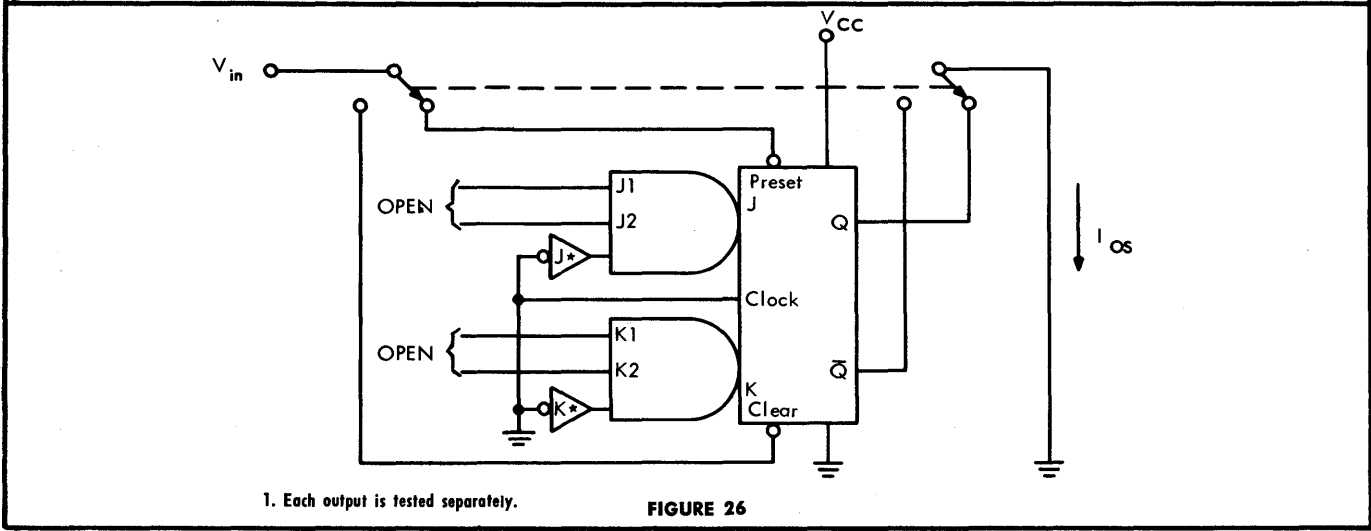 V CC
V in
Preset
J1
J
OPEN
J2
Q
J*
I OS
Clock
K1
OPEN
K2
Q̅
K
K*
Clear
1. Each output is tested separately.
FIGURE 26